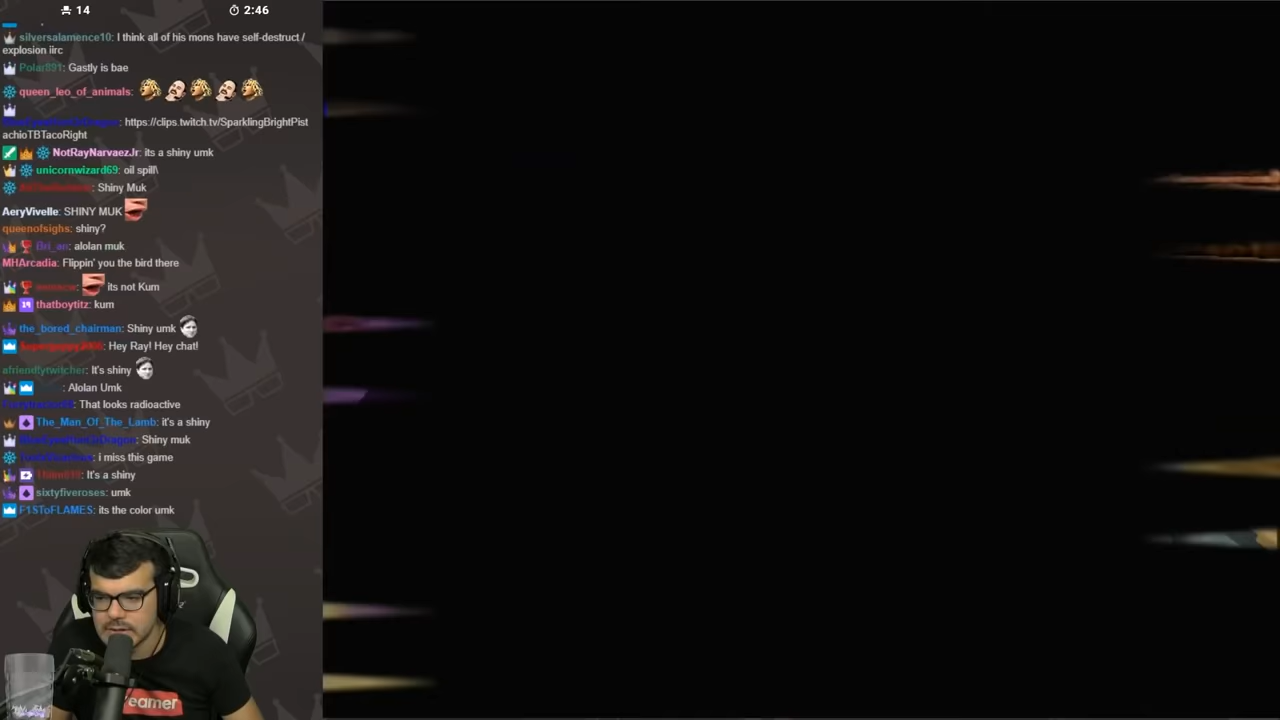 14
2:46
silversalamence10: I think all of his mons have self-destruct /
explosion iirc
Polar891: Gastly is bae
queen_leo_of_animals:
: https://clips.twitch.tv/SparklingBrightPist
achioTBTacoRight
NotRayNarvaezJr: its a shiny umk
unicornwizard69: oil spill\
: Shiny Muk
AeryVivelle: SHINY MUK
queenofsighs: shiny?
Bri_an: alolan muk
MHArcadia: Flippin' you the bird there
: its not Kum
thatboytitz: kum
the_bored_chairman: Shiny umk
: Hey Ray! Hey chat!
afriendlytwitcher: It's shiny
: Alolan Umk
: That looks radioactive
The_Man_Of_The_Lamb: it's a shiny
: Shiny muk
: i miss this game
: It's a shiny
sixtyfiveroses: umk
F1SToFLAMES: its the color umk